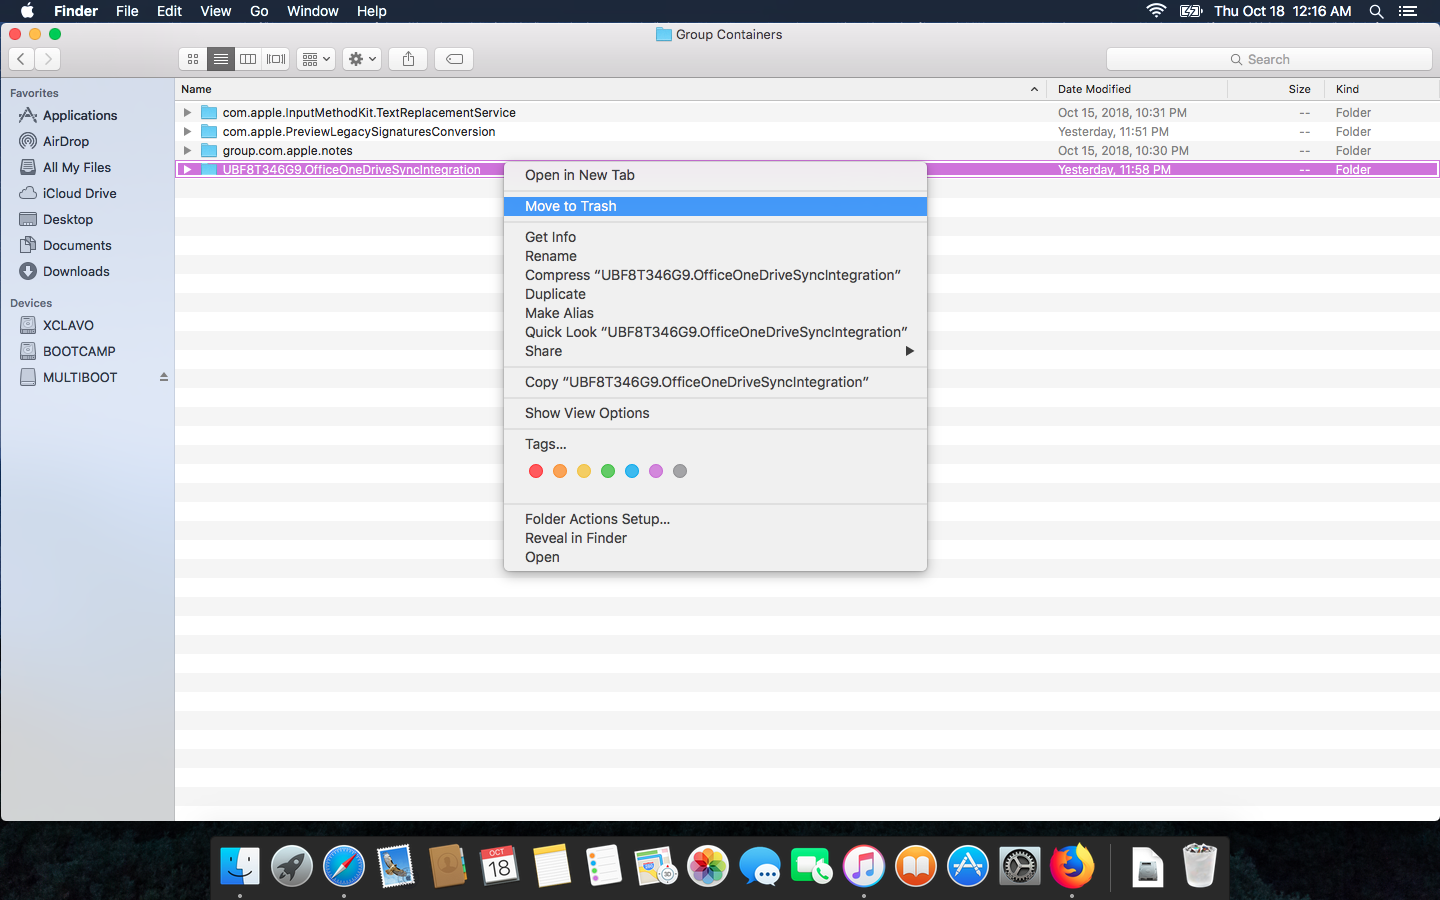 Finder File Edit View Go Window Help Thu Oct 18 12:16 AM
Group Containers
Search
Favorites
Applications
AirDrop
All My Files
iCloud Drive
Desktop
Documents
Downloads
Devices
XCLAVO
BOOTCAMP
MULTIBOOT
Name Date Modified Size Kind
com.apple.InputMethodKit.TextReplacementService Oct 15, 2018, 10:31 PM -- Folder
com.apple.PreviewLegacySignaturesConversion Yesterday, 11:51 PM -- Folder
group.com.apple.notes Oct 15, 2018, 10:30 PM -- Folder
UBF8T346G9.OfficeOneDriveSyncIntegration Yesterday, 11:58 PM -- Folder
Open in New Tab
Move to Trash
Get Info
Rename
Compress “UBF8T346G9.OfficeOneDriveSyncIntegration”
Duplicate
Make Alias
Quick Look “UBF8T346G9.OfficeOneDriveSyncIntegration”
Share
Copy “UBF8T346G9.OfficeOneDriveSyncIntegration”
Show View Options
Tags...
Folder Actions Setup...
Reveal in Finder
Open
OCT
18